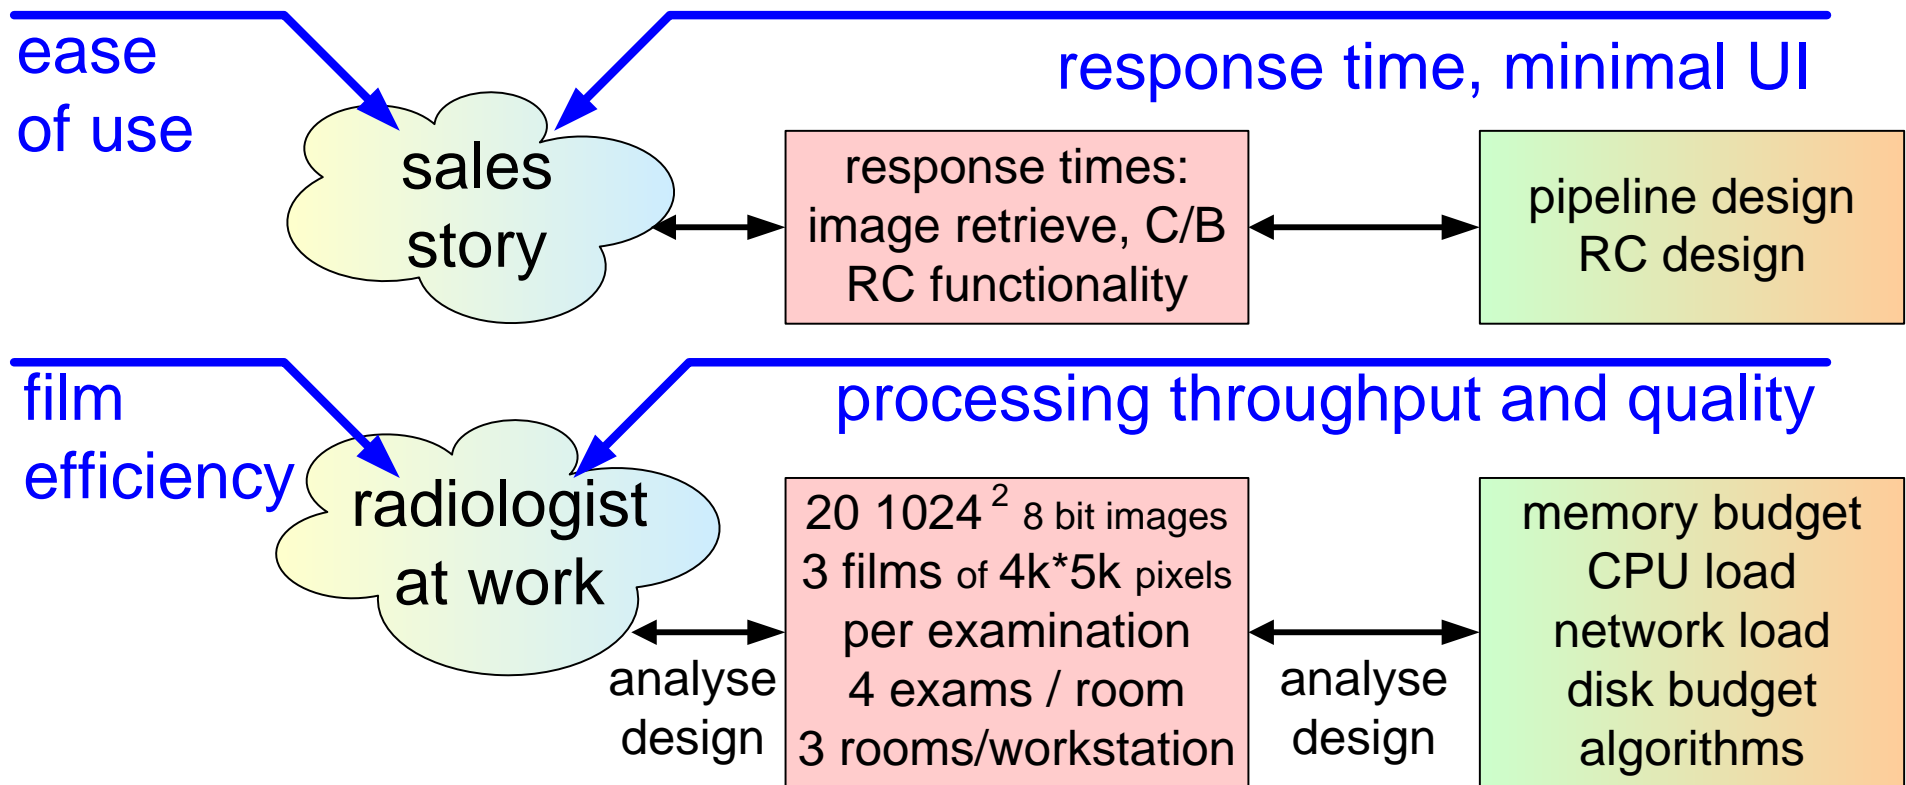 ease
of use
response time, minimal UI
sales
story
response times:
image retrieve, C/B
RC functionality
pipeline design
RC design
film
efficiency
processing throughput and quality
radiologist
at work
analyse
design
20 1024² 8 bit images
3 films of 4k*5k pixels
per examination
4 exams / room
3 rooms/workstation
analyse
design
memory budget
CPU load
network load
disk budget
algorithms